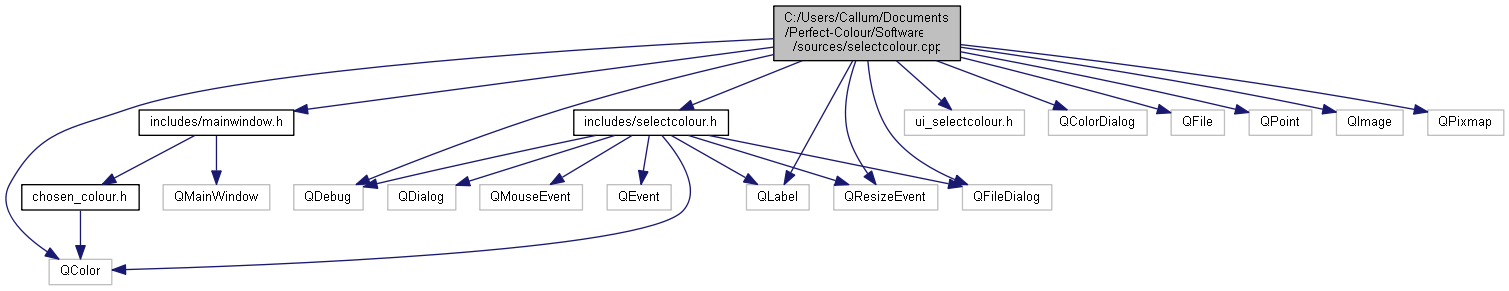 C:/Users/Callum/Documents
/Perfect-Colour/Software
/sources/selectcolour.cpp
includes/mainwindow.h
includes/selectcolour.h
ui_selectcolour.h
QColorDialog
QFile
QPoint
QImage
QPixmap
chosen_colour.h
QMainWindow
QDebug
QDialog
QMouseEvent
QEvent
QLabel
QResizeEvent
QFileDialog
QColor